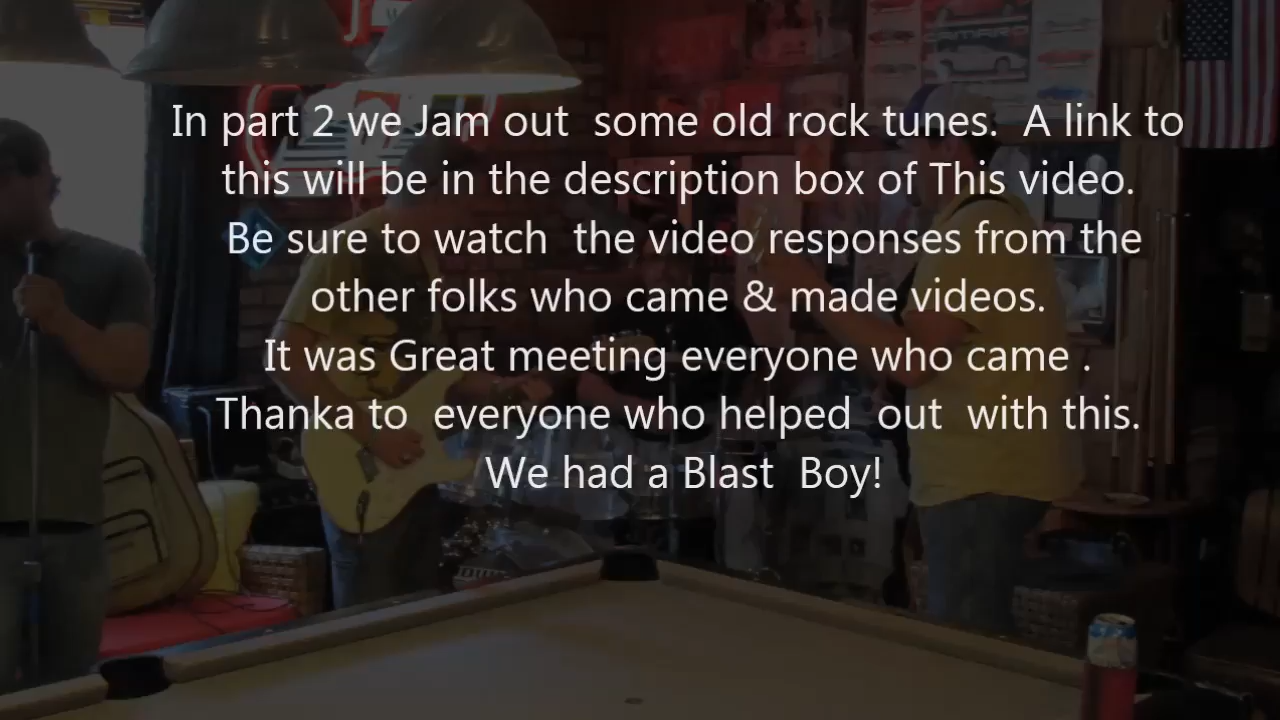 CAMARO
In part 2 we Jam out  some old rock tunes.  A link to
this will be in the description box of This video.
Be sure to watch  the video responses from the
other folks who came & made videos.
It was Great meeting everyone who came .
Thanka to  everyone who helped  out  with this.
We had a Blast  Boy!